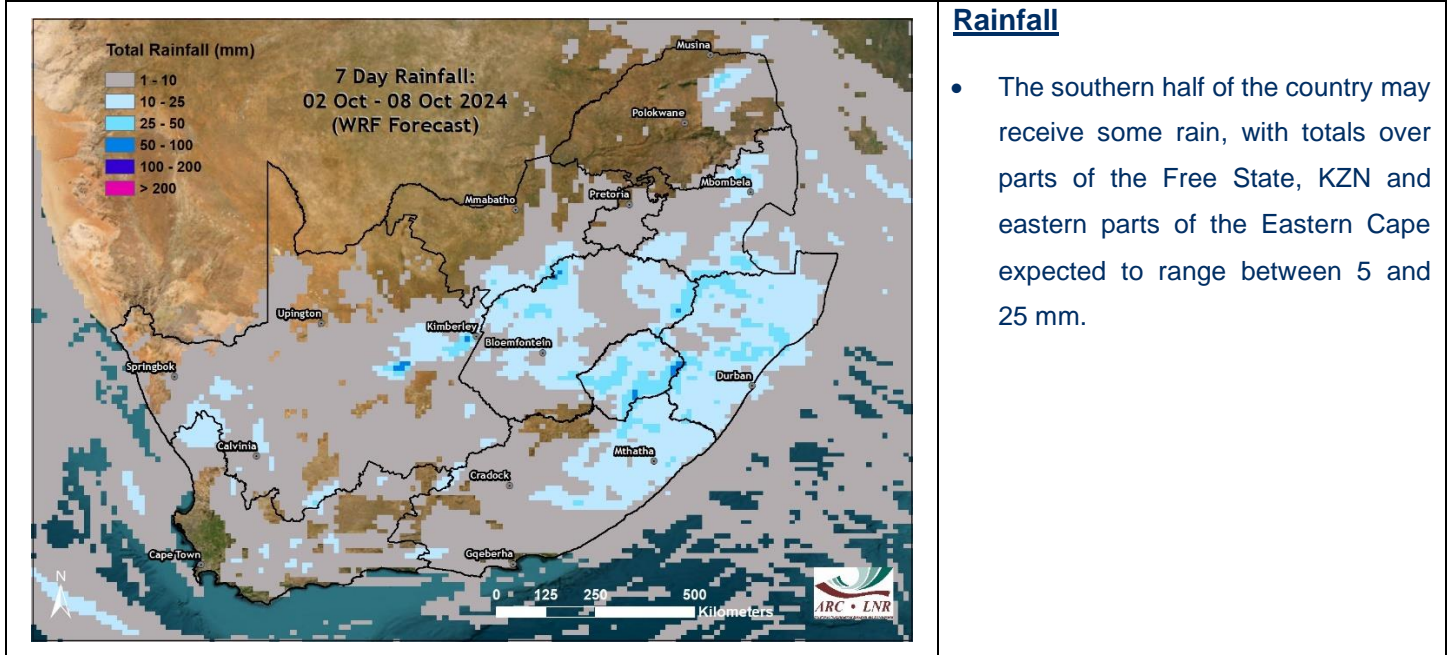 Total Rainfall (mm)
1 - 10
10 - 25
25 - 50
50 - 100
100 - 200
> 200
7 Day Rainfall:
02 Oct - 08 Oct 2024
(WRF Forecast)
Musina
Polokwane
Mbombela
Pretoria
Mmabatho
Upington
Kimberley
Bloemfontein
Springbok
Durban
Calvinia
Mthatha
Cradock
Cape Town
Gqeberha
N
0 125 250 500
Kilometers
ARC • LNR
Rainfall
• The southern half of the country may
receive some rain, with totals over
parts of the Free State, KZN and
eastern parts of the Eastern Cape
expected to range between 5 and
25 mm.